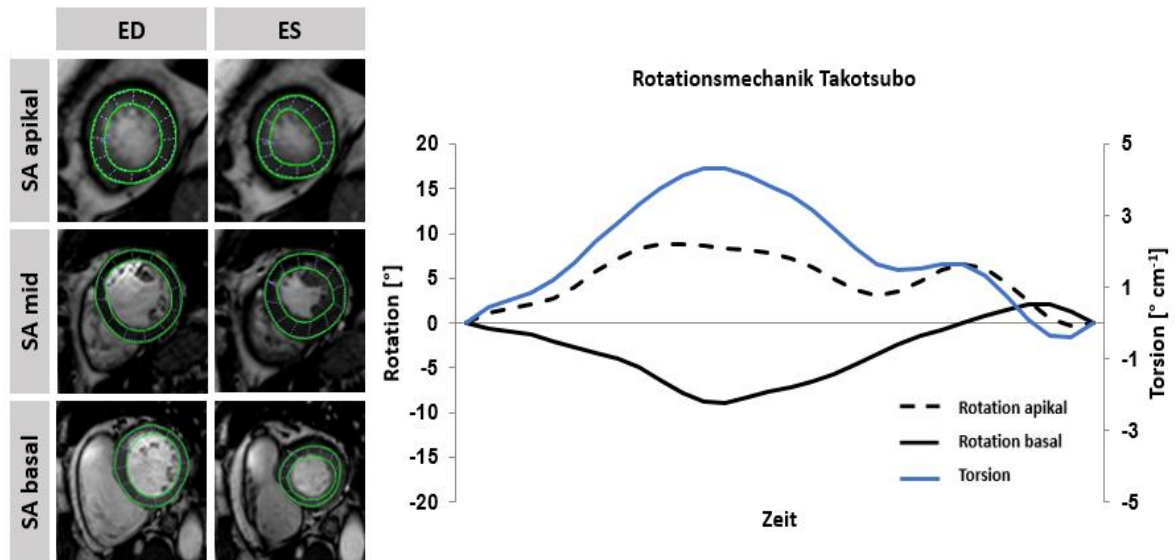 ED
ES
SA apikal
SA mid
SA basal
Rotationsmechanik Takotsubo
Rotation [°]
20
15
10
5
0
-5
-10
-15
-20
5
3
1
-1
-3
-5
Torsion [° cm⁻¹]
Rotation apikal
Rotation basal
Torsion
Zeit